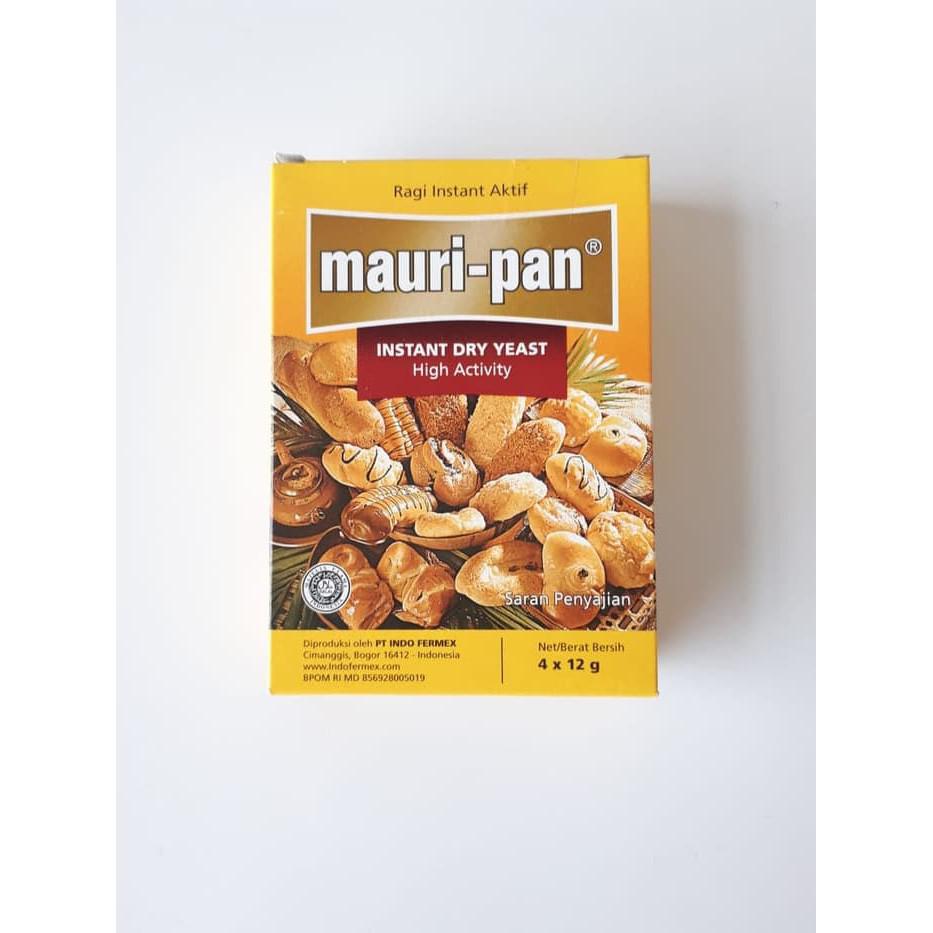 Ragi Instant Aktif
mauri-pan®
INSTANT DRY YEAST
High Activity
Saran Penyajian
Diproduksi oleh PT INDO FERMEX
Cimanggis, Bogor 16412 - Indonesia
www.Indofermex.com
BPOM RI MD 856928005019
Net/Berat Bersih
4 x 12 g